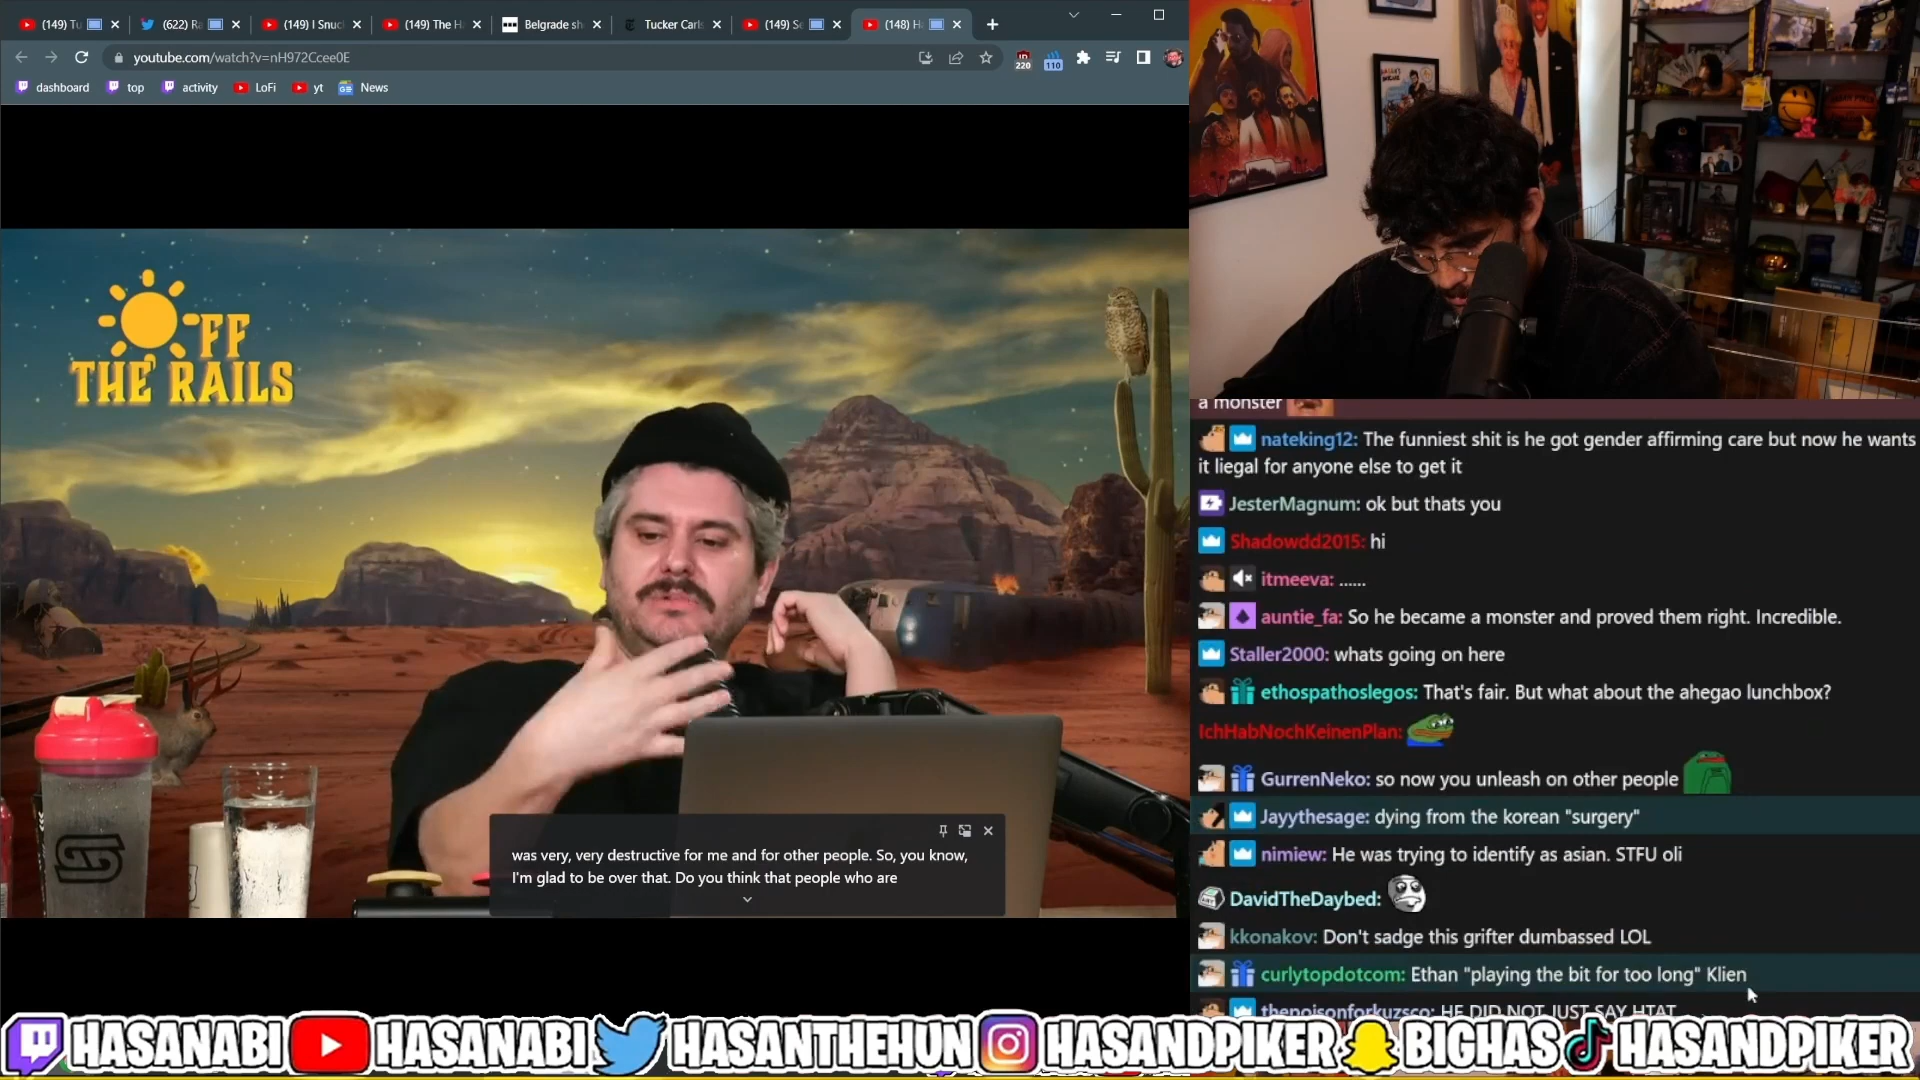 (149) Tu
(622) Ra
(149) I Snuc
(149) The H
Belgrade sh
Tucker Carls
(149) Se
(148) H
youtube.com/watch?v=nH972Ccee0E
220
110
dashboard
top
activity
LoFi
yt
News
OFF
THE RAILS
was very, very destructive for me and for other people. So, you know,
I'm glad to be over that. Do you think that people who are
a monster
nateking12: The funniest shit is he got gender affirming care but now he wants
it liegal for anyone else to get it
JesterMagnum: ok but thats you
Shadowdd2015: hi
itmeeva: ......
auntie_fa: So he became a monster and proved them right. Incredible.
Staller2000: whats going on here
ethospathoslegos: That's fair. But what about the ahegao lunchbox?
IchHabNochKeinenPlan:
GurrenNeko: so now you unleash on other people
Jayythesage: dying from the korean "surgery"
nimiew: He was trying to identify as asian. STFU oli
DavidTheDaybed:
kkonakov: Don't sadge this grifter dumbassed LOL
curlytopdotcom: Ethan "playing the bit for too long" Klien
thepoisonforkuzsco: HE DID NOT JUST SAY HTAT
HASANABI HASANABI HASANTHEHUN HASANDPIKER BIGHAS HASANDPIKER